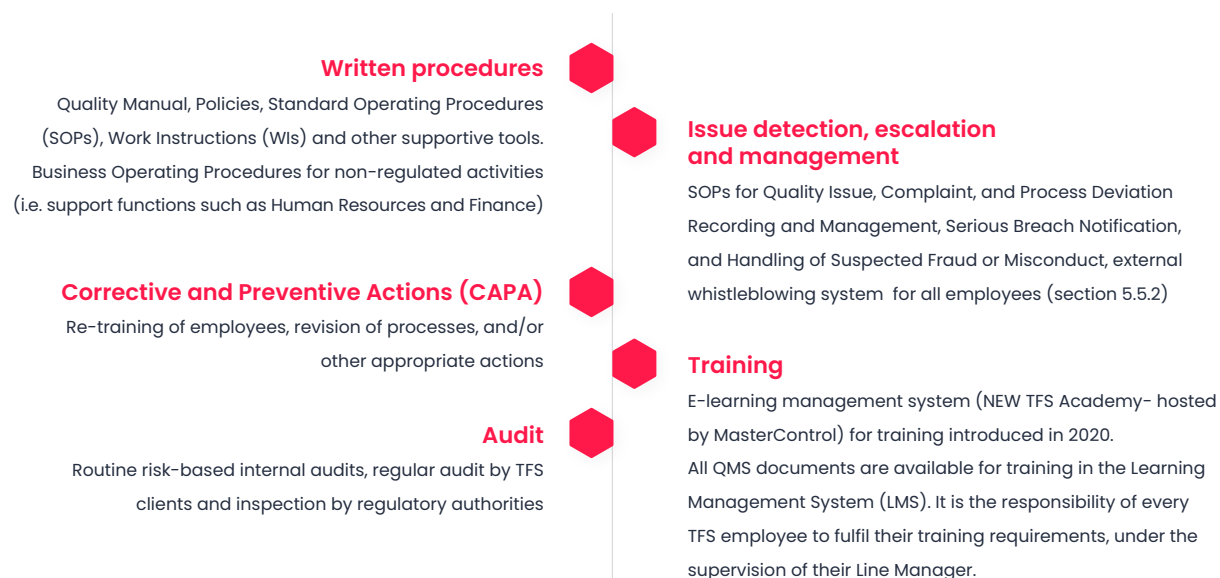 Written procedures
Quality Manual, Policies, Standard Operating Procedures
(SOPs), Work Instructions (WIs) and other supportive tools.
Business Operating Procedures for non-regulated activities
(i.e. support functions such as Human Resources and Finance)
Issue detection, escalation
and management
SOPs for Quality Issue, Complaint, and Process Deviation
Recording and Management, Serious Breach Notification,
and Handling of Suspected Fraud or Misconduct, external
whistleblowing system for all employees (section 5.5.2)
Corrective and Preventive Actions (CAPA)
Re-training of employees, revision of processes, and/or
other appropriate actions
Training
E-learning management system (NEW TFS Academy- hosted
by MasterControl) for training introduced in 2020.
All QMS documents are available for training in the Learning
Management System (LMS). It is the responsibility of every
TFS employee to fulfil their training requirements, under the
supervision of their Line Manager.
Audit
Routine risk-based internal audits, regular audit by TFS
clients and inspection by regulatory authorities